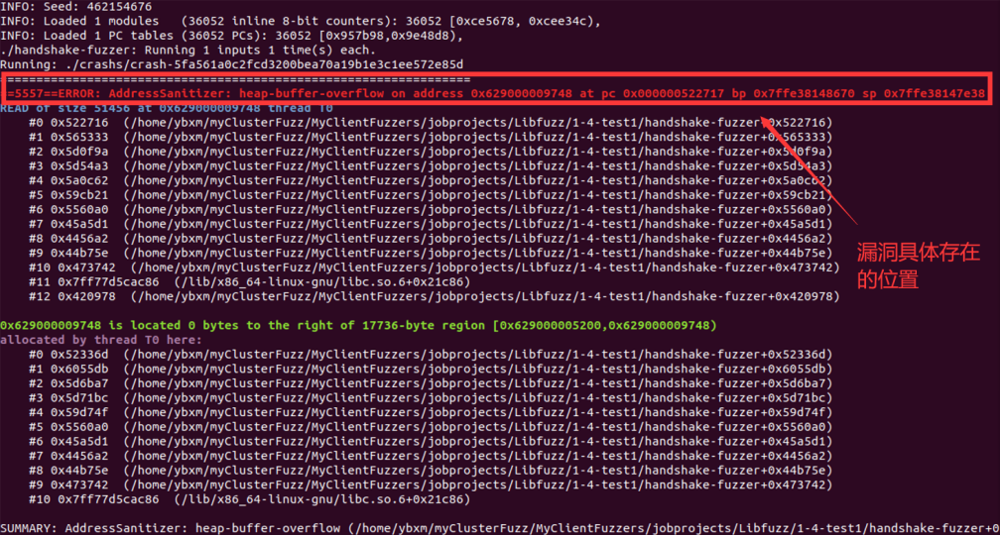 INFO: Seed: 462154676
INFO: Loaded 1 modules   (36052 inline 8-bit counters): 36052 [0xce5678, 0xcee34c),
INFO: Loaded 1 PC tables (36052 PCs): 36052 [0x957b98,0x9e48d8),
./handshake-fuzzer: Running 1 inputs 1 time(s) each.
Running: ./crashs/crash-5fa561a0c2fcd3200bea70a19b1e3c1ee572e85d
=================================================================
==5557==ERROR: AddressSanitizer: heap-buffer-overflow on address 0x629000009748 at pc 0x000000522717 bp 0x7ffe38148670 sp 0x7ffe38147e38
READ of size 51456 at 0x629000009748 thread T0
#0 0x522716  (/home/ybxm/myClusterFuzz/MyClientFuzzers/jobprojects/Libfuzz/1-4-test1/handshake-fuzzer+0x522716)
#1 0x565333  (/home/ybxm/myClusterFuzz/MyClientFuzzers/jobprojects/Libfuzz/1-4-test1/handshake-fuzzer+0x565333)
#2 0x5d0f9a  (/home/ybxm/myClusterFuzz/MyClientFuzzers/jobprojects/Libfuzz/1-4-test1/handshake-fuzzer+0x5d0f9a)
#3 0x5d54a3  (/home/ybxm/myClusterFuzz/MyClientFuzzers/jobprojects/Libfuzz/1-4-test1/handshake-fuzzer+0x5d54a3)
#4 0x5a0c62  (/home/ybxm/myClusterFuzz/MyClientFuzzers/jobprojects/Libfuzz/1-4-test1/handshake-fuzzer+0x5a0c62)
#5 0x59cb21  (/home/ybxm/myClusterFuzz/MyClientFuzzers/jobprojects/Libfuzz/1-4-test1/handshake-fuzzer+0x59cb21)
#6 0x5560a0  (/home/ybxm/myClusterFuzz/MyClientFuzzers/jobprojects/Libfuzz/1-4-test1/handshake-fuzzer+0x5560a0)
#7 0x45a5d1  (/home/ybxm/myClusterFuzz/MyClientFuzzers/jobprojects/Libfuzz/1-4-test1/handshake-fuzzer+0x45a5d1)
#8 0x4456a2  (/home/ybxm/myClusterFuzz/MyClientFuzzers/jobprojects/Libfuzz/1-4-test1/handshake-fuzzer+0x4456a2)
#9 0x44b75e  (/home/ybxm/myClusterFuzz/MyClientFuzzers/jobprojects/Libfuzz/1-4-test1/handshake-fuzzer+0x44b75e)
#10 0x473742  (/home/ybxm/myClusterFuzz/MyClientFuzzers/jobprojects/Libfuzz/1-4-test1/handshake-fuzzer+0x473742)
#11 0x7ff77d5cac86  (/lib/x86_64-linux-gnu/libc.so.6+0x21c86)
#12 0x420978  (/home/ybxm/myClusterFuzz/MyClientFuzzers/jobprojects/Libfuzz/1-4-test1/handshake-fuzzer+0x420978)
漏洞具体存在
的位置
0x629000009748 is located 0 bytes to the right of 17736-byte region [0x629000005200,0x629000009748)
allocated by thread T0 here:
#0 0x52336d  (/home/ybxm/myClusterFuzz/MyClientFuzzers/jobprojects/Libfuzz/1-4-test1/handshake-fuzzer+0x52336d)
#1 0x6055db  (/home/ybxm/myClusterFuzz/MyClientFuzzers/jobprojects/Libfuzz/1-4-test1/handshake-fuzzer+0x6055db)
#2 0x5d6ba7  (/home/ybxm/myClusterFuzz/MyClientFuzzers/jobprojects/Libfuzz/1-4-test1/handshake-fuzzer+0x5d6ba7)
#3 0x5d71bc  (/home/ybxm/myClusterFuzz/MyClientFuzzers/jobprojects/Libfuzz/1-4-test1/handshake-fuzzer+0x5d71bc)
#4 0x59d74f  (/home/ybxm/myClusterFuzz/MyClientFuzzers/jobprojects/Libfuzz/1-4-test1/handshake-fuzzer+0x59d74f)
#5 0x5560a0  (/home/ybxm/myClusterFuzz/MyClientFuzzers/jobprojects/Libfuzz/1-4-test1/handshake-fuzzer+0x5560a0)
#6 0x45a5d1  (/home/ybxm/myClusterFuzz/MyClientFuzzers/jobprojects/Libfuzz/1-4-test1/handshake-fuzzer+0x45a5d1)
#7 0x4456a2  (/home/ybxm/myClusterFuzz/MyClientFuzzers/jobprojects/Libfuzz/1-4-test1/handshake-fuzzer+0x4456a2)
#8 0x44b75e  (/home/ybxm/myClusterFuzz/MyClientFuzzers/jobprojects/Libfuzz/1-4-test1/handshake-fuzzer+0x44b75e)
#9 0x473742  (/home/ybxm/myClusterFuzz/MyClientFuzzers/jobprojects/Libfuzz/1-4-test1/handshake-fuzzer+0x473742)
#10 0x7ff77d5cac86  (/lib/x86_64-linux-gnu/libc.so.6+0x21c86)
SUMMARY: AddressSanitizer: heap-buffer-overflow (/home/ybxm/myClusterFuzz/MyClientFuzzers/jobprojects/Libfuzz/1-4-test1/handshake-fuzzer+0